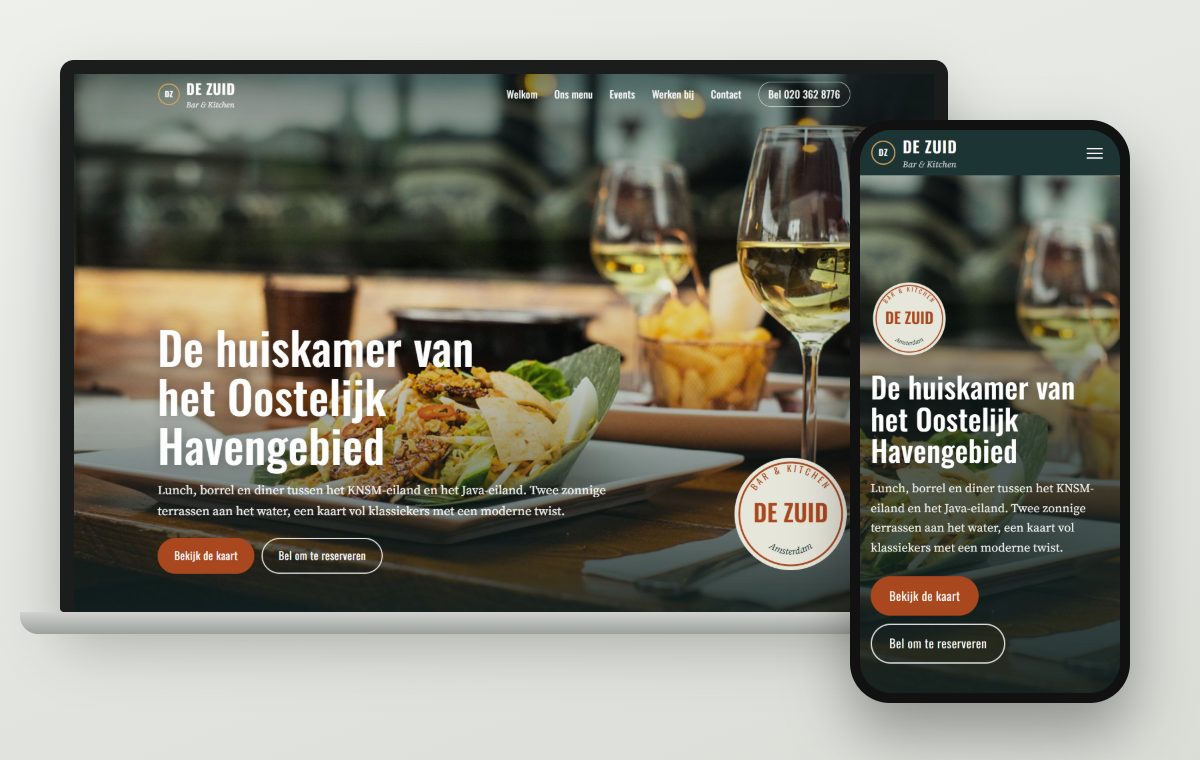 DZ
DE ZUID
Bar & Kitchen
Welkom
Ons menu
Events
Werken bij
Contact
Bel 020 362 8776
De huiskamer van
het Oostelijk
Havengebied
Lunch, borrel en diner tussen het KNSM-eiland en het Java-eiland. Twee zonnige
terrassen aan het water, een kaart vol klassiekers met een moderne twist.
Bekijk de kaart
Bel om te reserveren
BAR & KITCHEN
DE ZUID
Amsterdam
DZ
DE ZUID
Bar & Kitchen
BAR & KITCHEN
DE ZUID
Amsterdam
De huiskamer van
het Oostelijk
Havengebied
Lunch, borrel en diner tussen het KNSM-
eiland en het Java-eiland. Twee zonnige
terrassen aan het water, een kaart vol
klassiekers met een moderne twist.
Bekijk de kaart
Bel om te reserveren